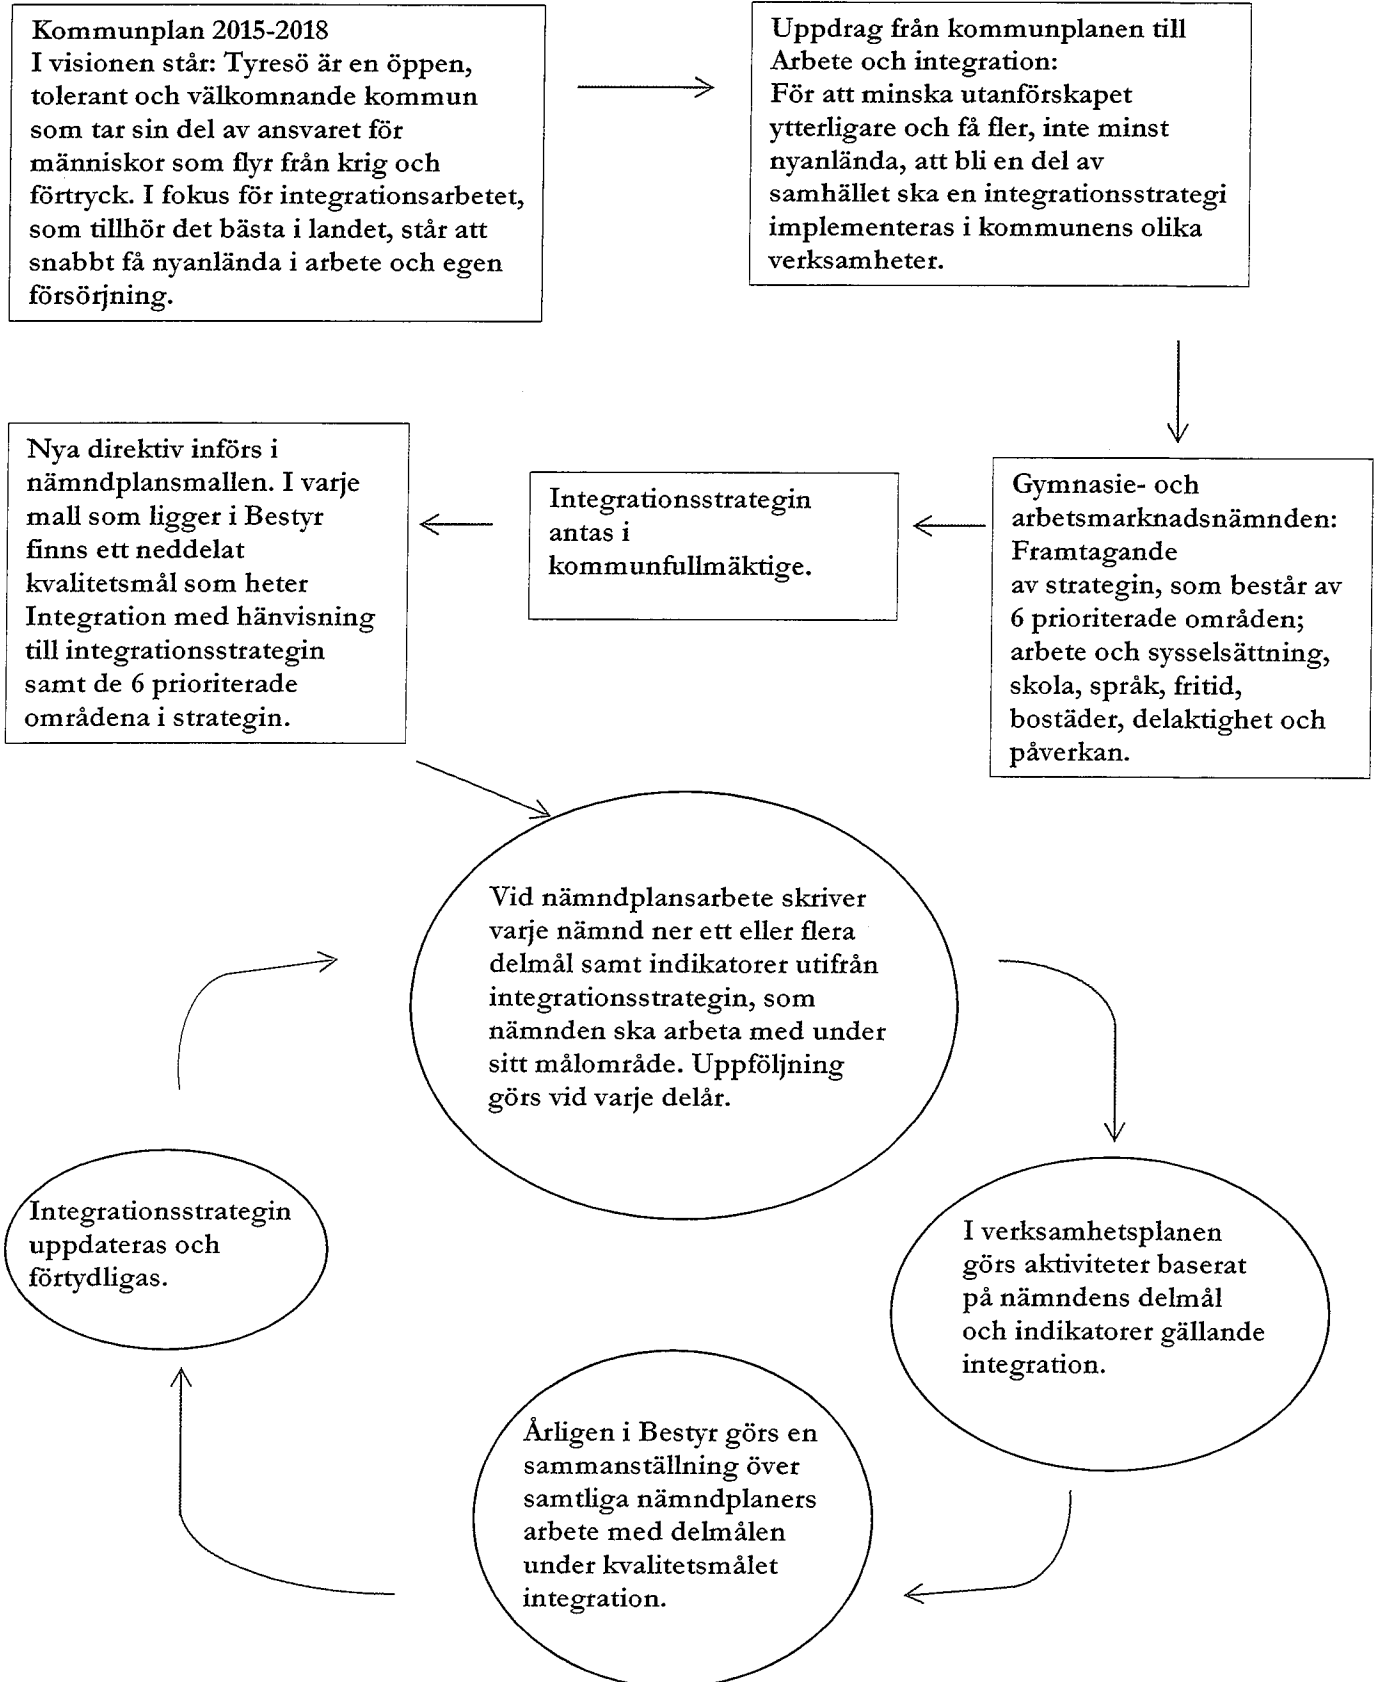 Kommunplan 2015-2018
I visionen står: Tyresö är en öppen,
tolerant och välkomnande kommun
som tar sin del av ansvaret för
människor som flyr från krig och
förtryck. I fokus för integrationsarbetet,
som tillhör det bästa i landet, står att
snabbt få nyanlända i arbete och egen
försörjning.
Uppdrag från kommunplanen till
Arbete och integration:
För att minska utanförskapet
ytterligare och få fler, inte minst
nyanlända, att bli en del av
samhället ska en integrationsstrategi
implementeras i kommunens olika
verksamheter.
Gymnasie- och
arbetsmarknadsnämnden:
Framtagande
av strategin, som består av
6 prioriterade områden;
arbete och sysselsättning,
skola, språk, fritid,
bostäder, delaktighet och
påverkan.
Integrationsstrategin
antas i
kommunfullmäktige.
Nya direktiv införs i
nämndplansmallen. I varje
mall som ligger i Bestyr
finns ett neddelat
kvalitetsmål som heter
Integration med hänvisning
till integrationsstrategin
samt de 6 prioriterade
områdena i strategin.
Vid nämndplansarbete skriver
varje nämnd ner ett eller flera
delmål samt indikatorer utifrån
integrationsstrategin, som
nämnden ska arbeta med under
sitt målområde. Uppföljning
görs vid varje delår.
I verksamhetsplanen
görs aktiviteter baserat
på nämndens delmål
och indikatorer gällande
integration.
Årligen i Bestyr görs en
sammanställning över
samtliga nämndplaners
arbete med delmålen
under kvalitetsmålet
integration.
Integrationsstrategin
uppdateras och
förtydligas.